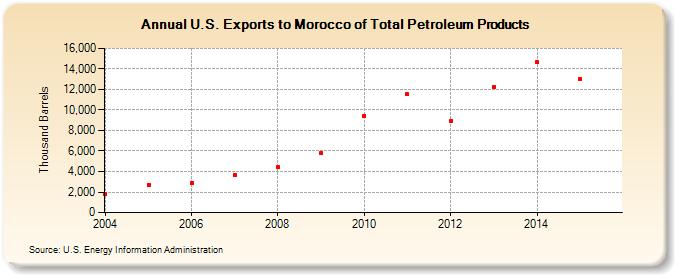 Annual U.S. Exports to Morocco of Total Petroleum Products
Thousand Barrels
16,000
14,000
12,000
10,000
8,000
6,000
4,000
2,000
0
2004 2006 2008 2010 2012 2014
Source: U.S. Energy Information Administration